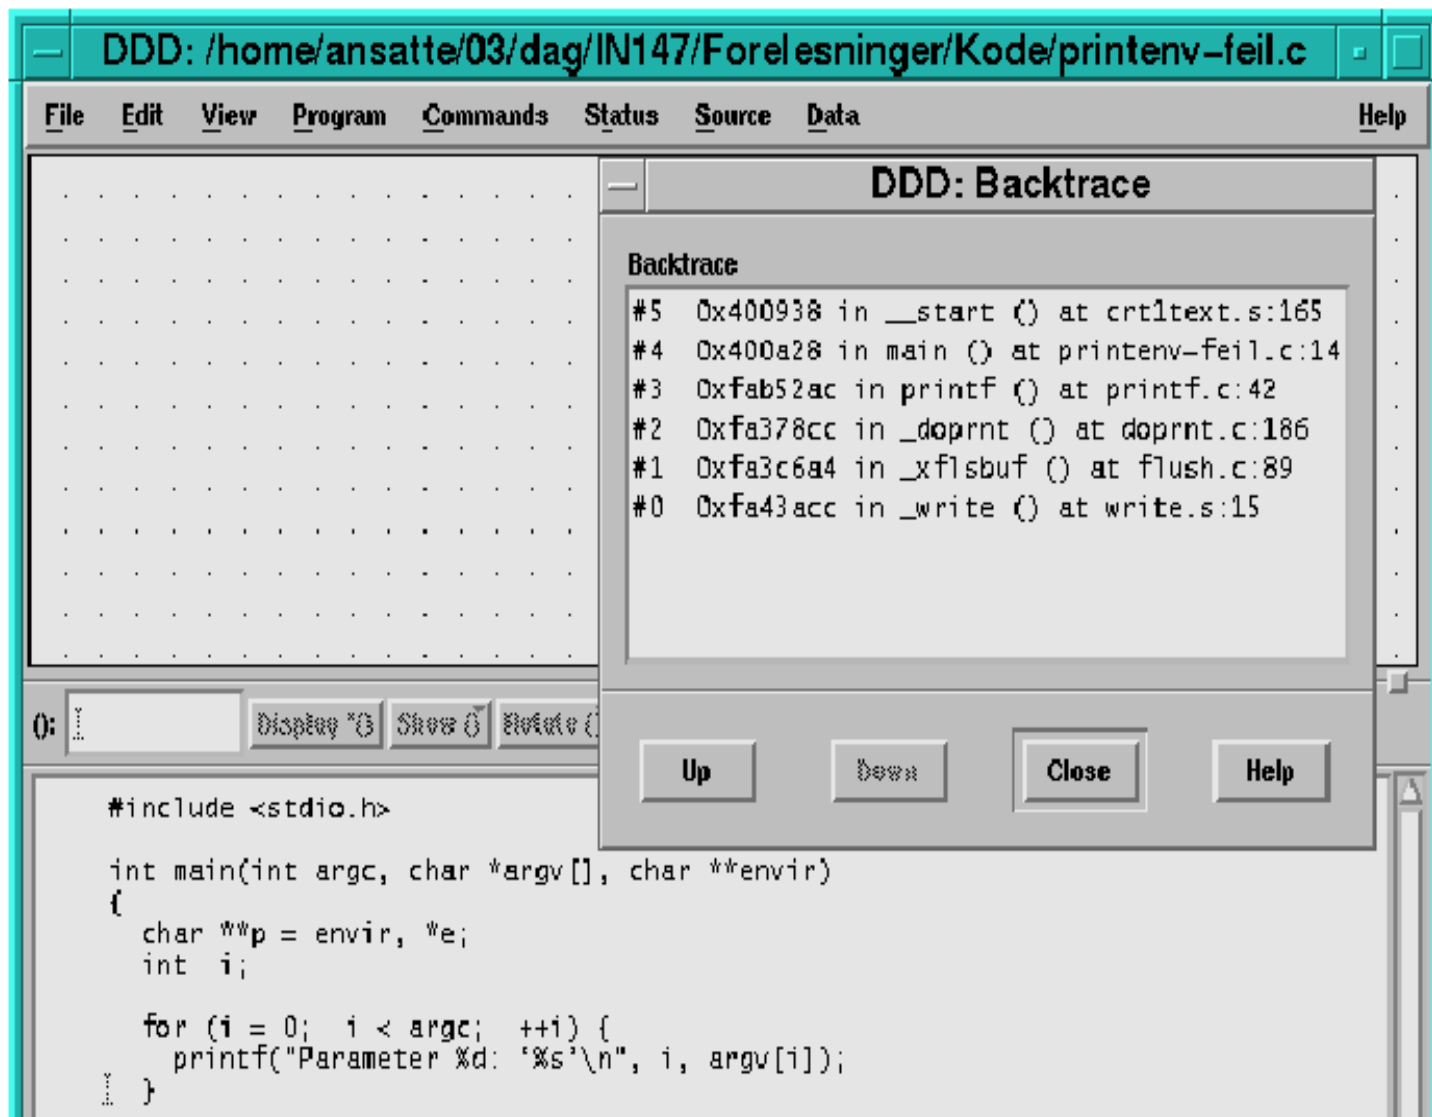 DDD: /home/ansatte/03/dag/IN147/Forelesninger/Kode/printenv-feil.c
File Edit View Program Commands Status Source Data Help
DDD: Backtrace
Backtrace
#5 0x400938 in __start () at crt1text.s:165
#4 0x400a28 in main () at printenv-feil.c:14
#3 0xfab52ac in printf () at printf.c:42
#2 0xfa378cc in _doprnt () at doprnt.c:186
#1 0xfa3c6a4 in _xflsbuf () at flush.c:89
#0 0xfa43acc in _write () at write.s:15
(): Display *() Show () Rotate (
Up Down Close Help
#include <stdio.h>
int main(int argc, char *argv[], char **envir)
{
char **p = envir, *e;
int i;
for (i = 0; i < argc; ++i) {
printf("Parameter %d: '%s'\n", i, argv[i]);
}